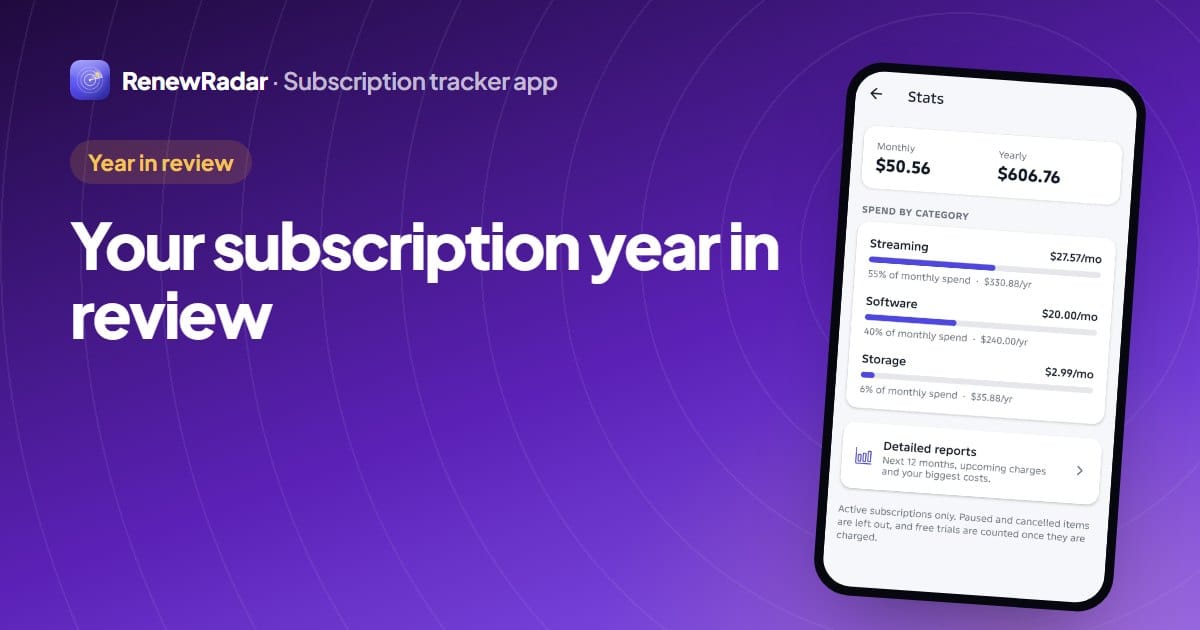 RenewRadar · Subscription tracker app
Year in review
Your subscription year in
review
Stats
Monthly
$50.56
Yearly
$606.76
SPEND BY CATEGORY
Streaming
$27.57/mo
55% of monthly spend · $330.88/yr
Software
$20.00/mo
40% of monthly spend · $240.00/yr
Storage
$2.99/mo
6% of monthly spend · $35.88/yr
Detailed reports
Next 12 months, upcoming charges
and your biggest costs.
Active subscriptions only. Paused and cancelled items
are left out, and free trials are counted once they are
charged.